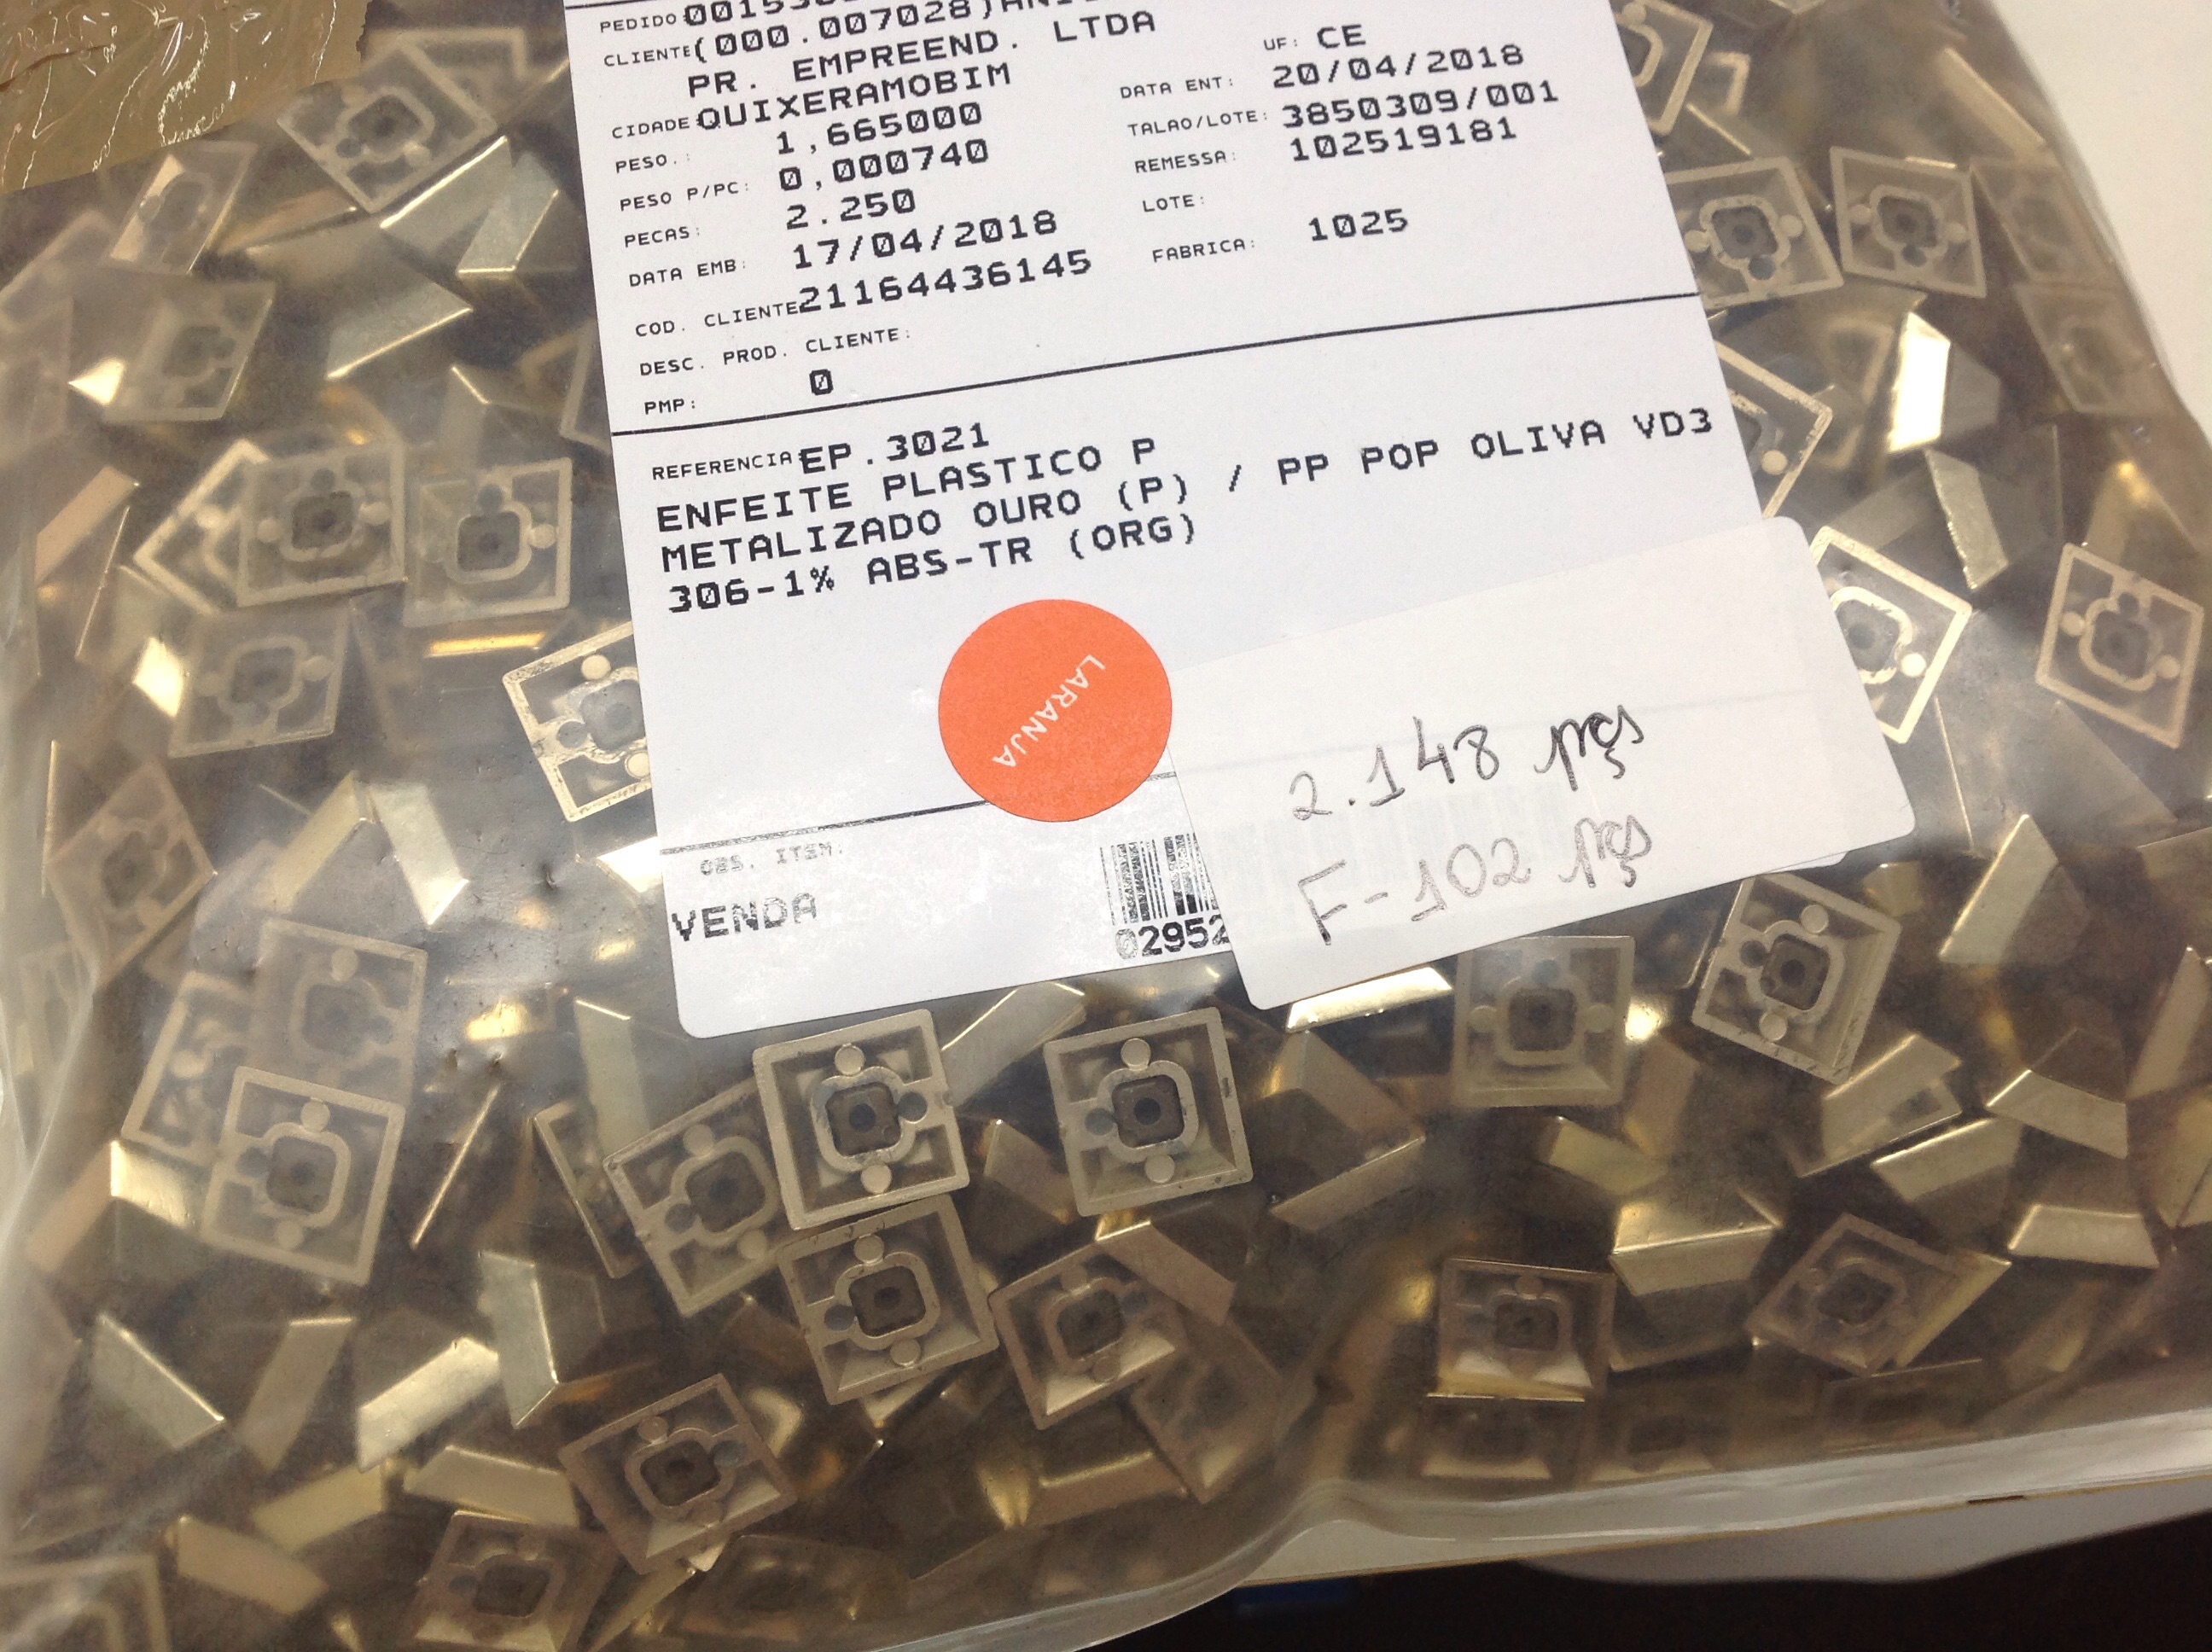 PEDIDO
CLIENTE (000.007028)
PR. EMPREEND. LTDA
CIDADE QUIXERAMOBIM UF: CE
PESO.: 1,665000 DATA ENT: 20/04/2018
PESO P/PC: 0,000740 TALAO/LOTE: 3850309/001
PECAS: 2.250 REMESSA: 102519181
DATA EMB: 17/04/2018 LOTE:
COD. CLIENTE 21164436145 FABRICA: 1025
DESC. PROD. CLIENTE:
PMP: 0
REFERENCIA EP.3021
ENFEITE PLASTICO P
METALIZADO OURO (P) / PP POP OLIVA VD3
306-1% ABS-TR (ORG)
LARANJA
2.148 pçs
F-102 pçs
OBS. ITEM:
VENDA
02952